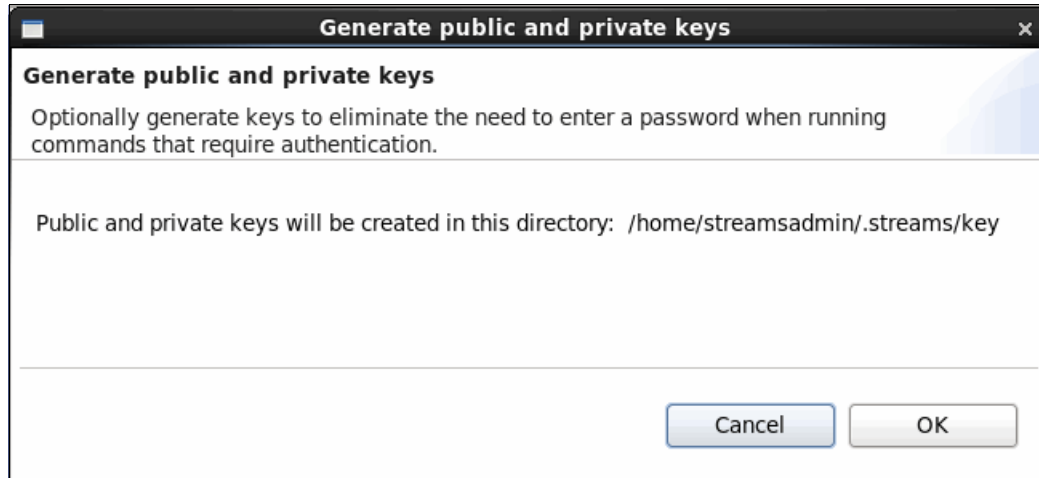 Generate public and private keys
Generate public and private keys
Optionally generate keys to eliminate the need to enter a password when running
commands that require authentication.
Public and private keys will be created in this directory: /home/streamsadmin/.streams/key
Cancel OK